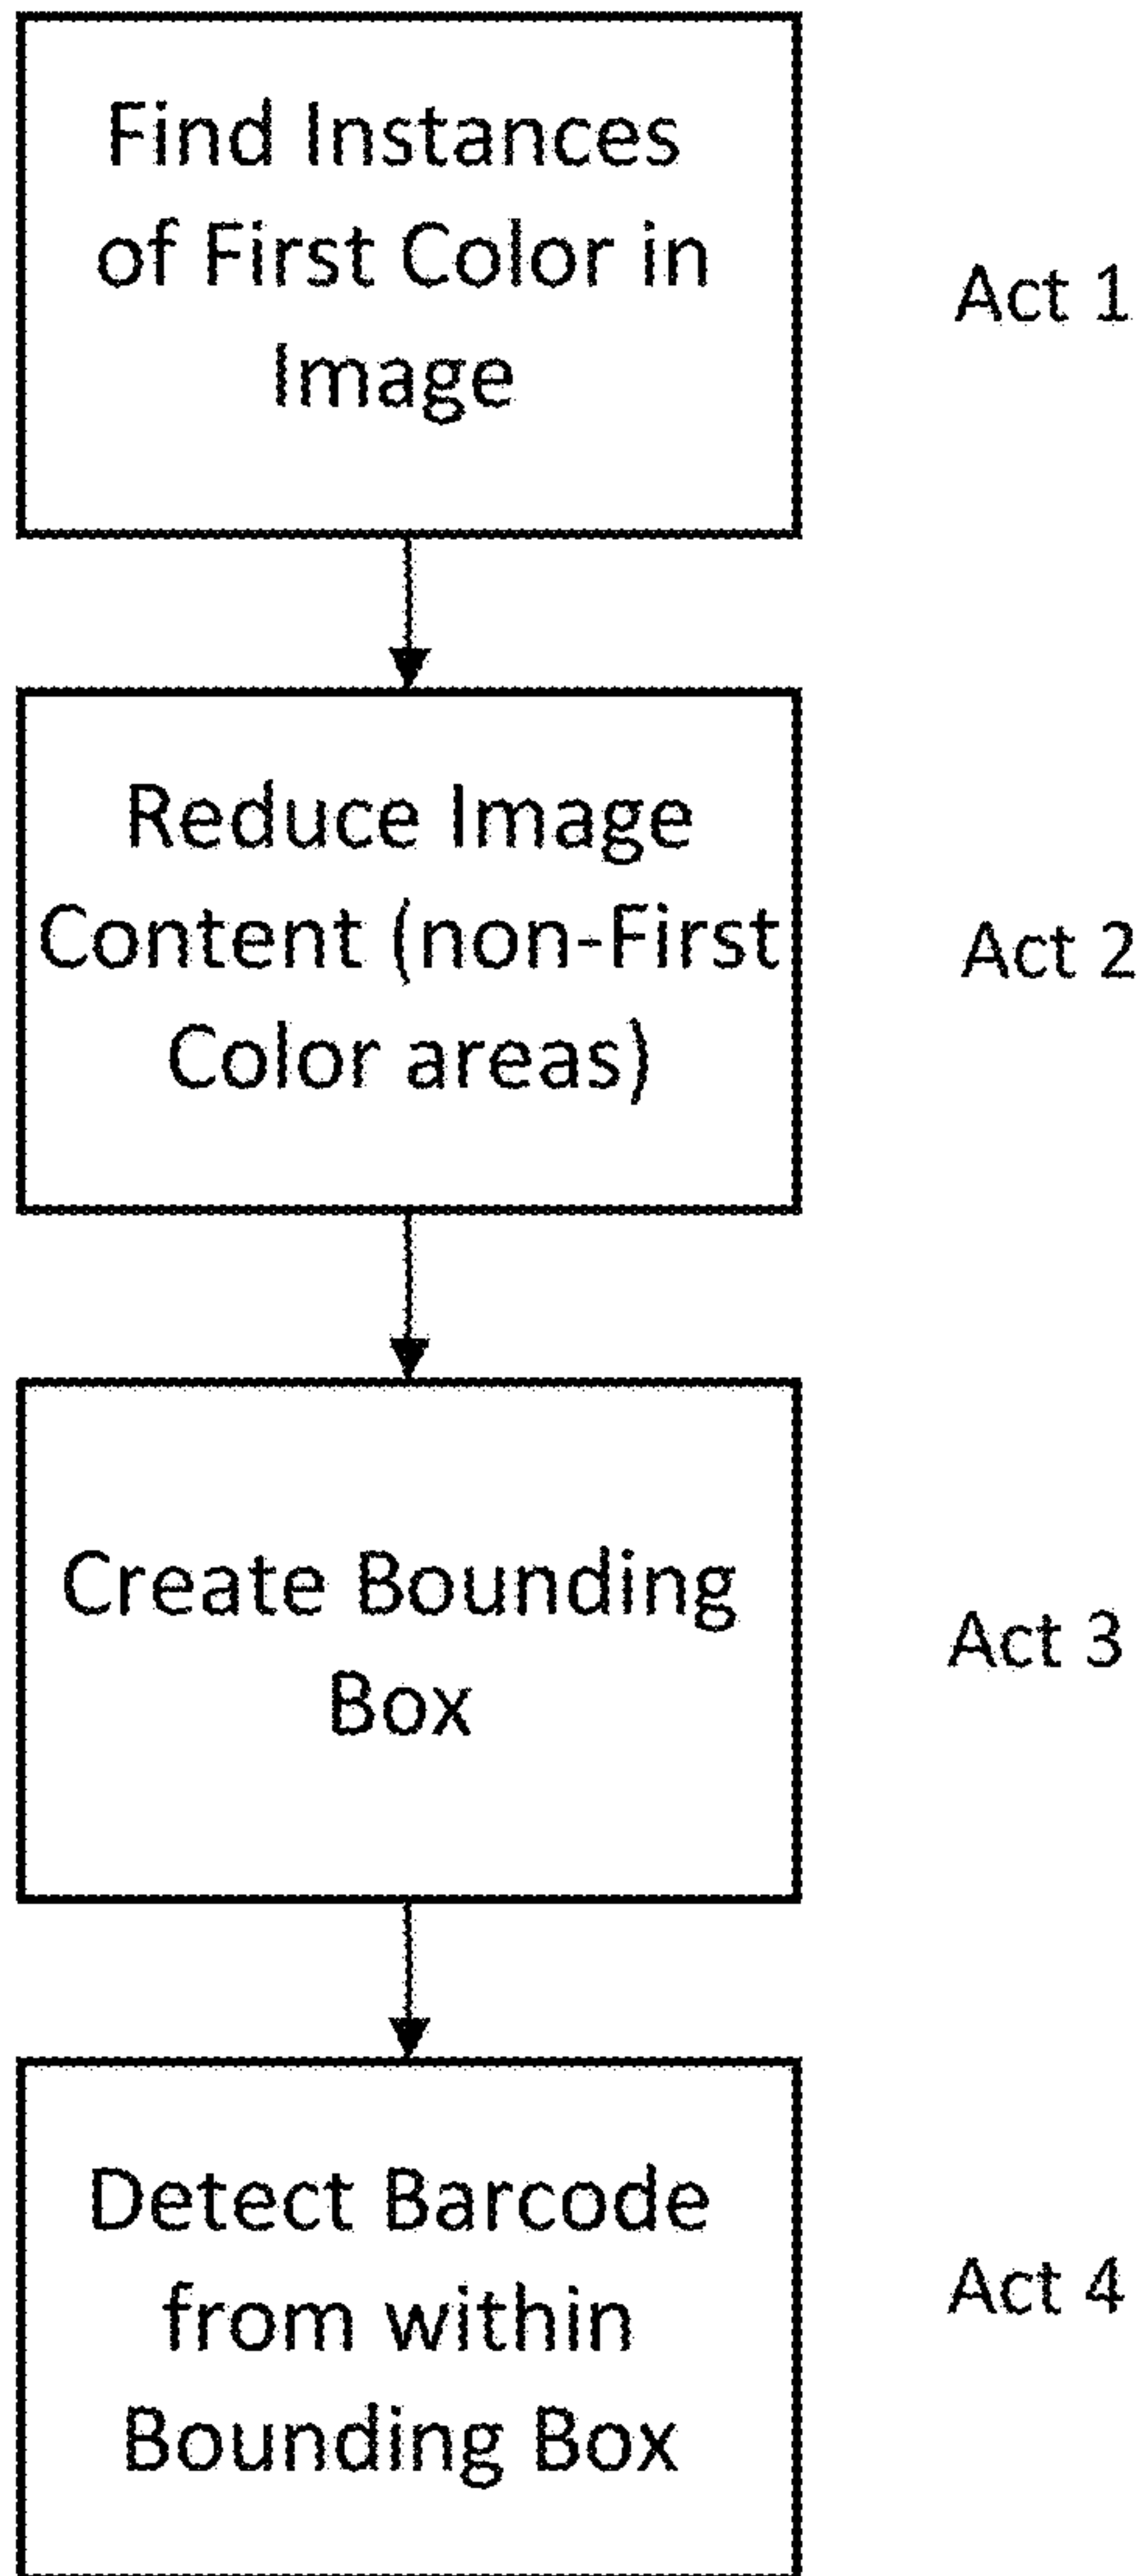 Find Instances
of First Color in
Image
Act 1
Reduce Image
Content (non-First
Color areas)
Act 2
Create Bounding
Box
Act 3
Detect Barcode
from within
Bounding Box
Act 4